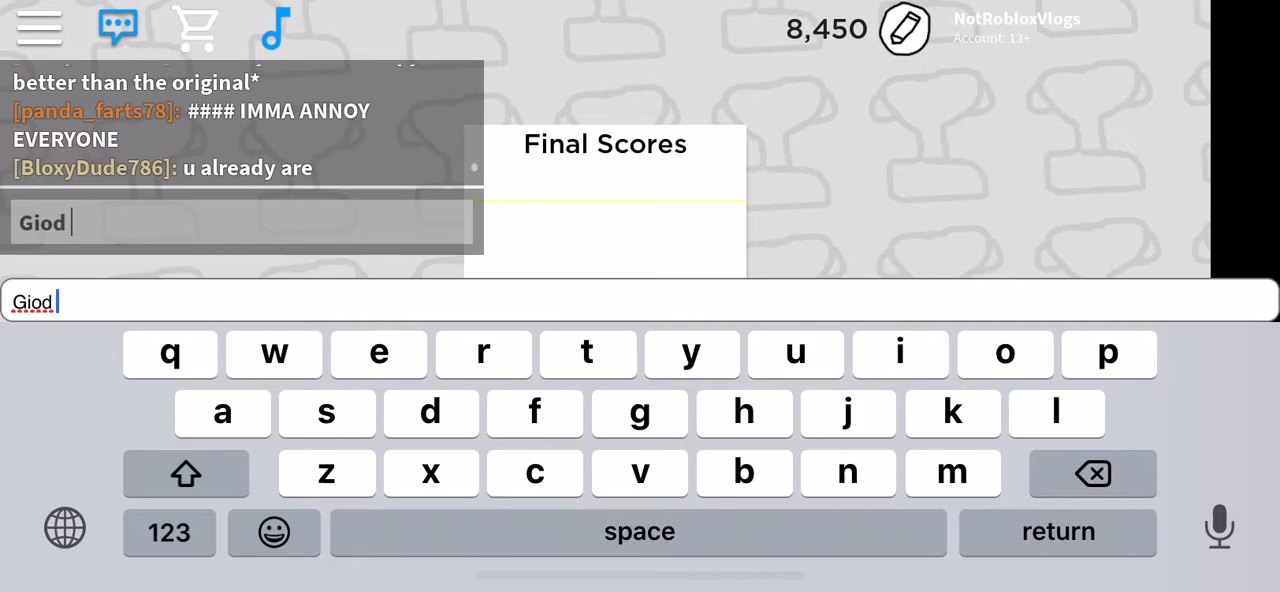 8,450
NotRobloxVlogs
Account: 13+
better than the original*
[panda_farts78]: #### IMMA ANNOY
EVERYONE
[BloxyDude786]: u already are
Giod
Final Scores
Giod
q w e r t y u i o p
a s d f g h j k l
z x c v b n m
123 space return